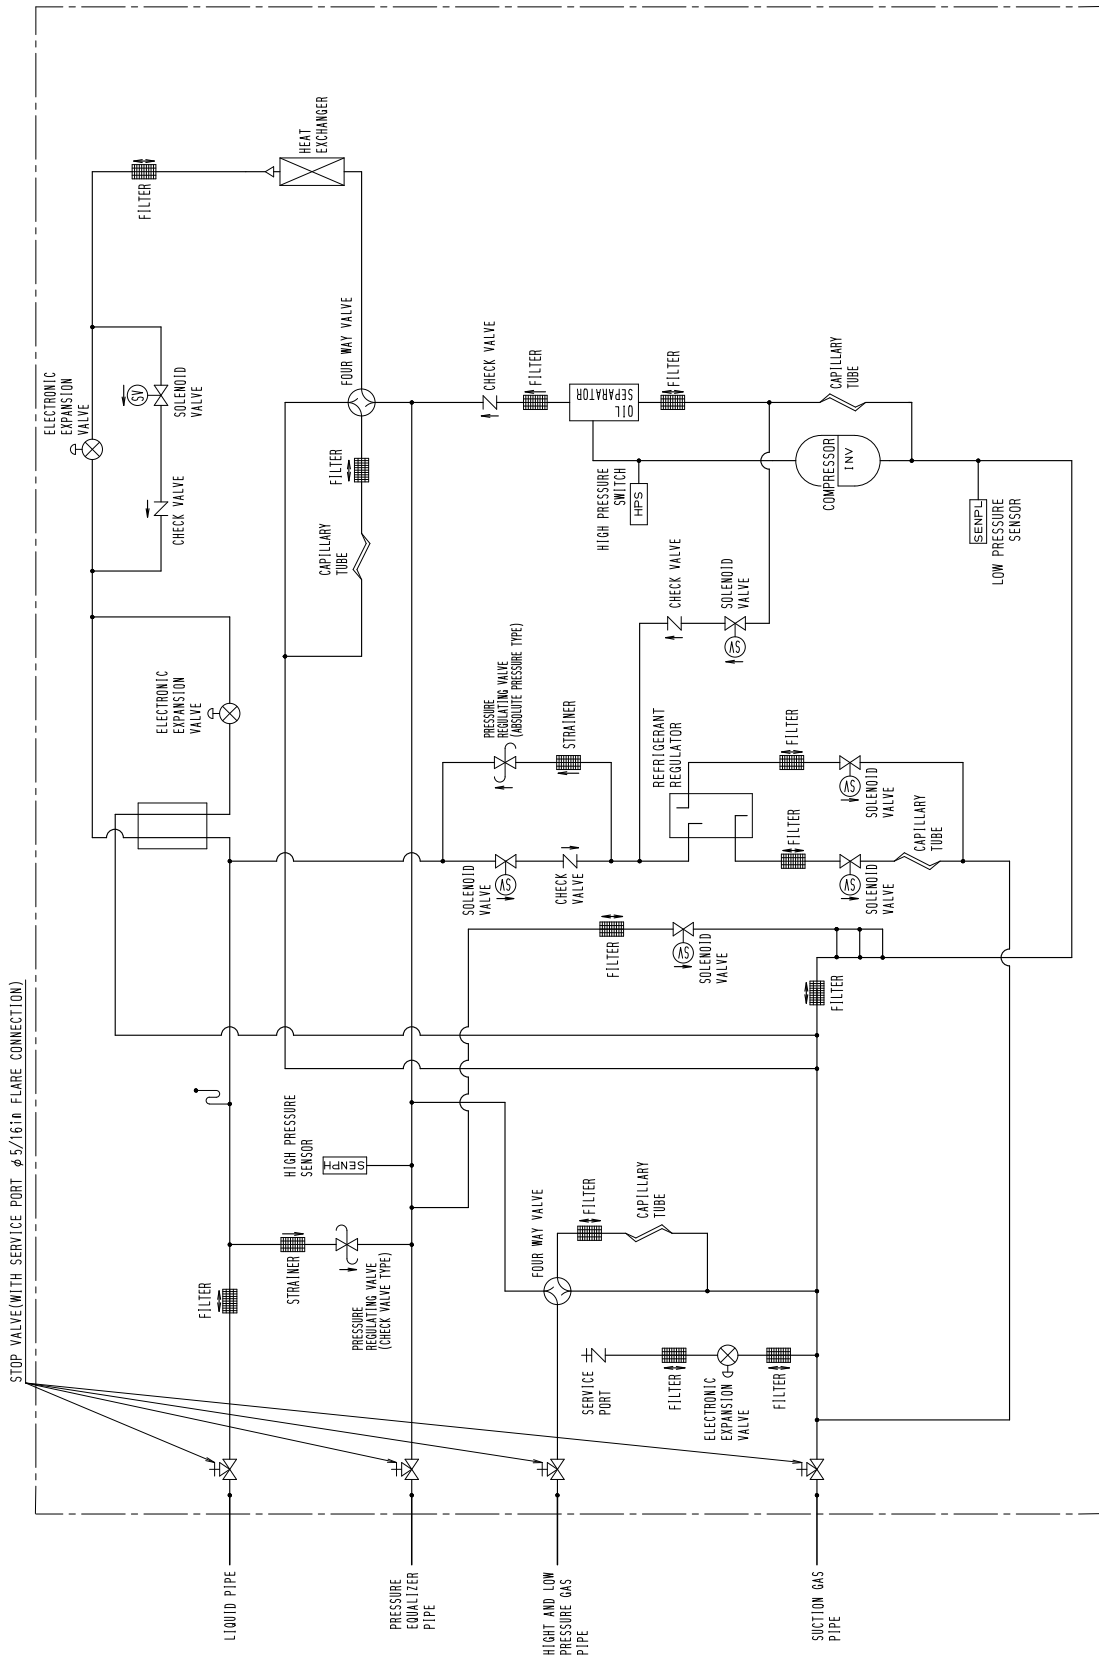 HEAT
EXCHANGER
FILTER
FOUR WAY VALVE
ELECTRONIC
EXPANSION
VALVE
SV
SOLENOID
VALVE
CHECK VALVE
CHECK VALVE
FILTER
OIL
SEPARATOR
FILTER
CAPILLARY
TUBE
FILTER
CAPILLARY
TUBE
HIGH PRESSURE
SWITCH
HPS
COMPRESSOR
INV
SENPL
LOW PRESSURE
SENSOR
CHECK VALVE
SOLENOID
VALVE
SV
ELECTRONIC
EXPANSION
VALVE
PRESSURE
REGULATING VALVE
(ABSOLUTE PRESSURE TYPE)
STRAINER
REFRIGERANT
REGULATOR
FILTER
SV
SOLENOID
VALVE
SOLENOID
VALVE
SV
CHECK
VALVE
FILTER
SV
SOLENOID
VALVE
CAPILLARY
TUBE
FILTER
SV
SOLENOID
VALVE
FILTER
STOP VALVE(WITH SERVICE PORT φ5/16in FLARE CONNECTION)
HIGH PRESSURE
SENSOR
SENPH
FILTER
STRAINER
PRESSURE
REGULATING VALVE
(CHECK VALVE TYPE)
FOUR WAY VALVE
FILTER
CAPILLARY
TUBE
SERVICE
PORT
FILTER
ELECTRONIC
EXPANSION
VALVE
FILTER
LIQUID PIPE
PRESSURE
EQUALIZER
PIPE
HIGHT AND LOW
PRESSURE GAS
PIPE
SUCTION GAS
PIPE